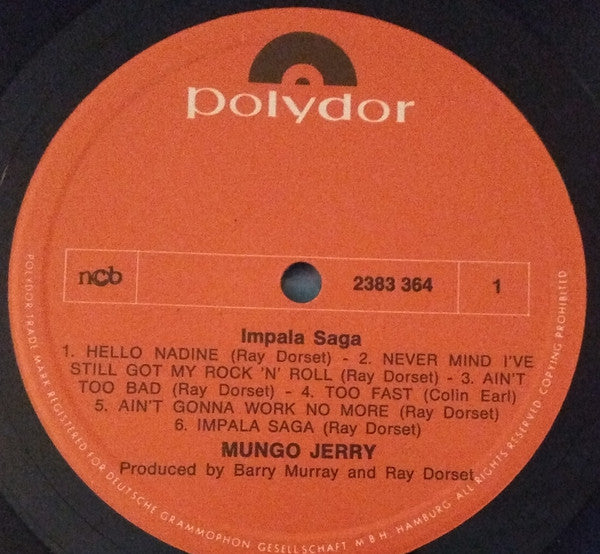 polydor
ncb 2383 364 1
Impala Saga
1. HELLO NADINE (Ray Dorset) - 2. NEVER MIND I'VE
STILL GOT MY ROCK 'N' ROLL (Ray Dorset) - 3. AIN'T
TOO BAD (Ray Dorset) - 4. TOO FAST (Colin Earl)
5. AIN'T GONNA WORK NO MORE (Ray Dorset)
6. IMPALA SAGA (Ray Dorset)
MUNGO JERRY
Produced by Barry Murray and Ray Dorset
POLYDOR TRADE MARK REGISTERED FOR DEUTSCHE GRAMMOPHON GESELLSCHAFT M B H. HAMBURG. ALL RIGHTS RESERVED COPYING PROHIBITED